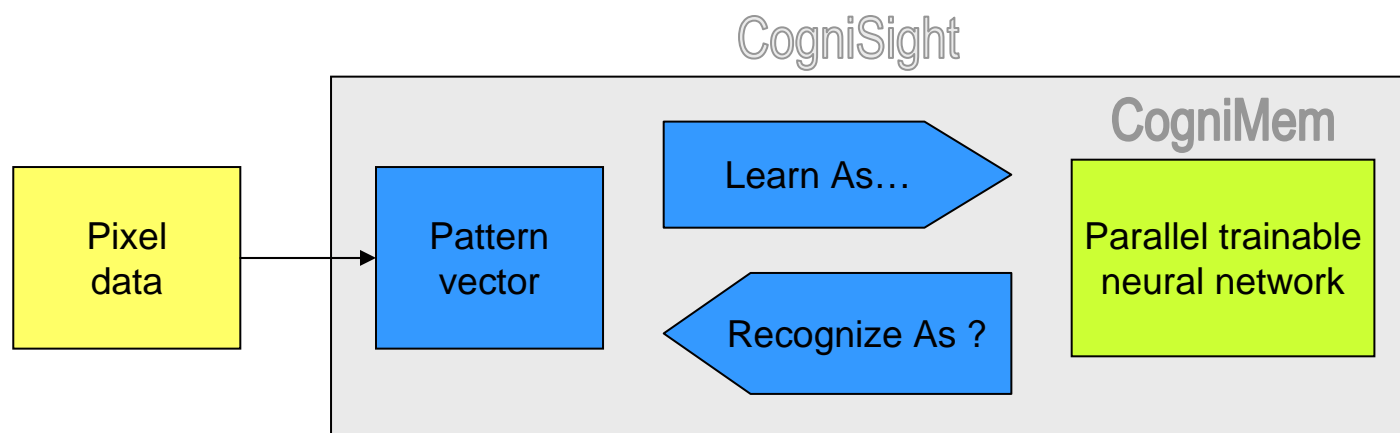 CogniSight
CogniMem
Pixel
data
Pattern
vector
Learn As…
Recognize As ?
Parallel trainable
neural network